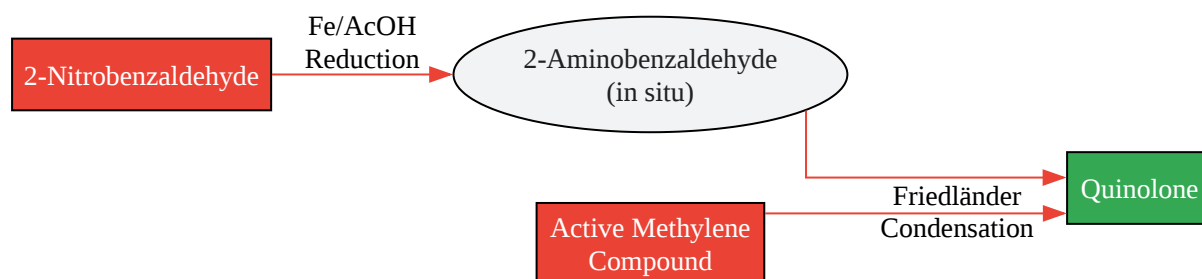 2-Nitrobenzaldehyde
Fe/AcOH
Reduction
2-Aminobenzaldehyde
(in situ)
Active Methylene
Compound
Friedländer
Condensation
Quinolone